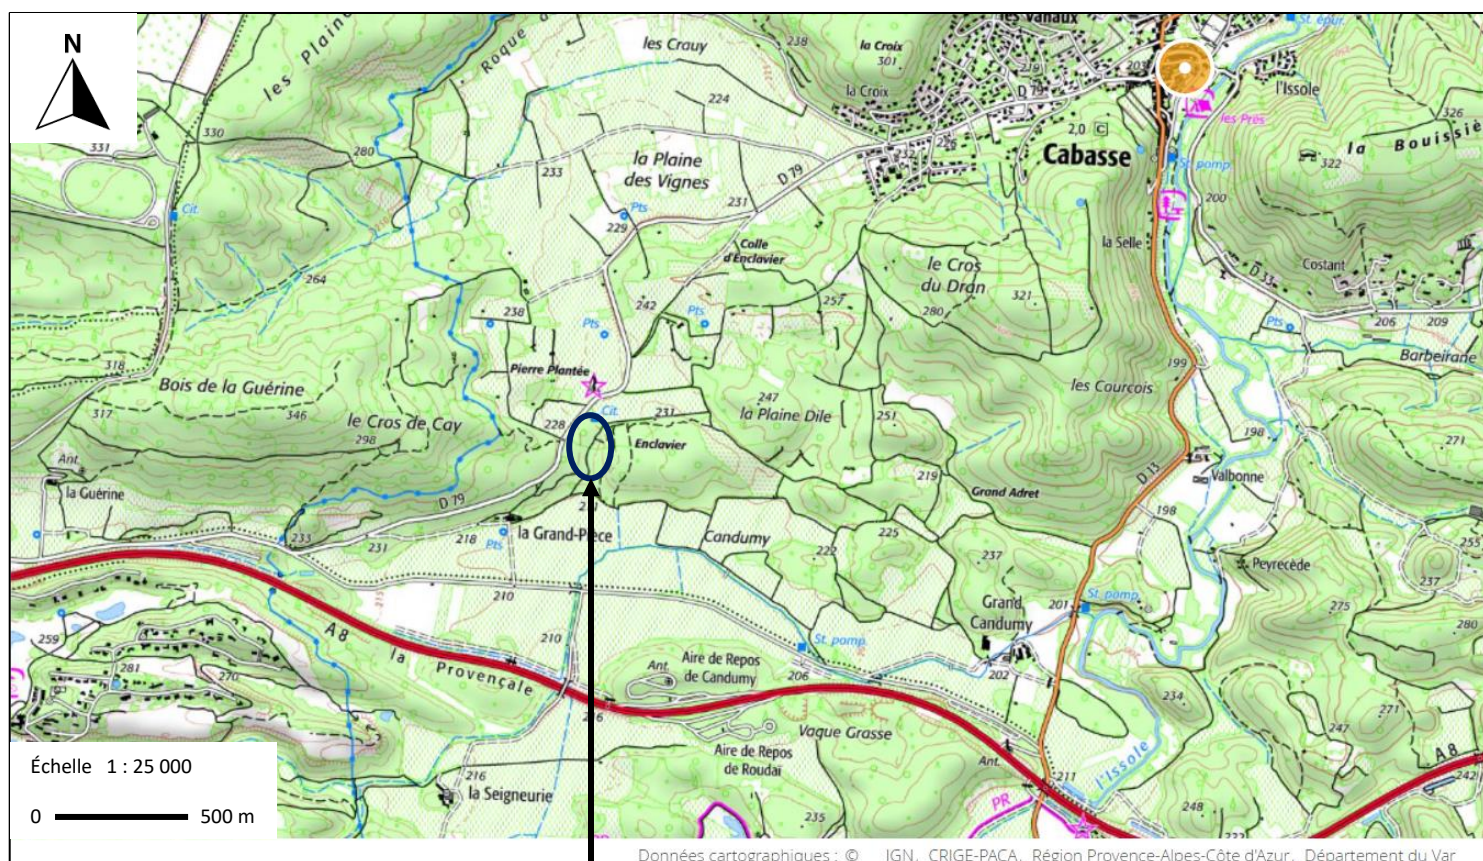 N
les Vanaux
St. épur.
les Plaine
Roque
les Crauy
238
la Croix
301
219
203
D 79
la Croix
l'Issole
les Prés
326
224
330
331
280
2,0 C
322
la Bouissiè
la Plaine
des Vignes
233
Cabasse
St. pomp.
D 79
200
Cit.
Pts
231
229
la Selle
Colle
d'Enclavier
le Cros
du Dran
D 33
Costant
264
242
257
321
238
280
Pts
Pts
Pts
206
209
Barbeirane
318
Pierre Plantée
199
Bois de la Guérine
les Courcois
317
346
le Cros de Cay
298
247
la Plaine Dile
Cit.
231
251
228
Enclavier
198
271
Ant.
la Guérine
D 79
219
Grand Adret
D 13
Valbonne
198
233
231
218
Pts
la Grand-Pièce
Candumy
225
222
237
255
Peyrecède
237
210
Grand
Candumy
201
St. pomp.
275
259
A 8
la Provençale
210
St. pomp.
280
281
270
Ant.
Aire de Repos
de Candumy
206
202
234
271
247
Vaque Grasse
Aire de Repos
de Roudaï
Ant.
l'Issole
A 8
242
216
la Seigneurie
211
PR
248
235
Échelle 1 : 25 000
0 500 m
Données cartographiques : © IGN, CRIGE-PACA, Région Provence-Alpes-Côte d'Azur, Département du Var